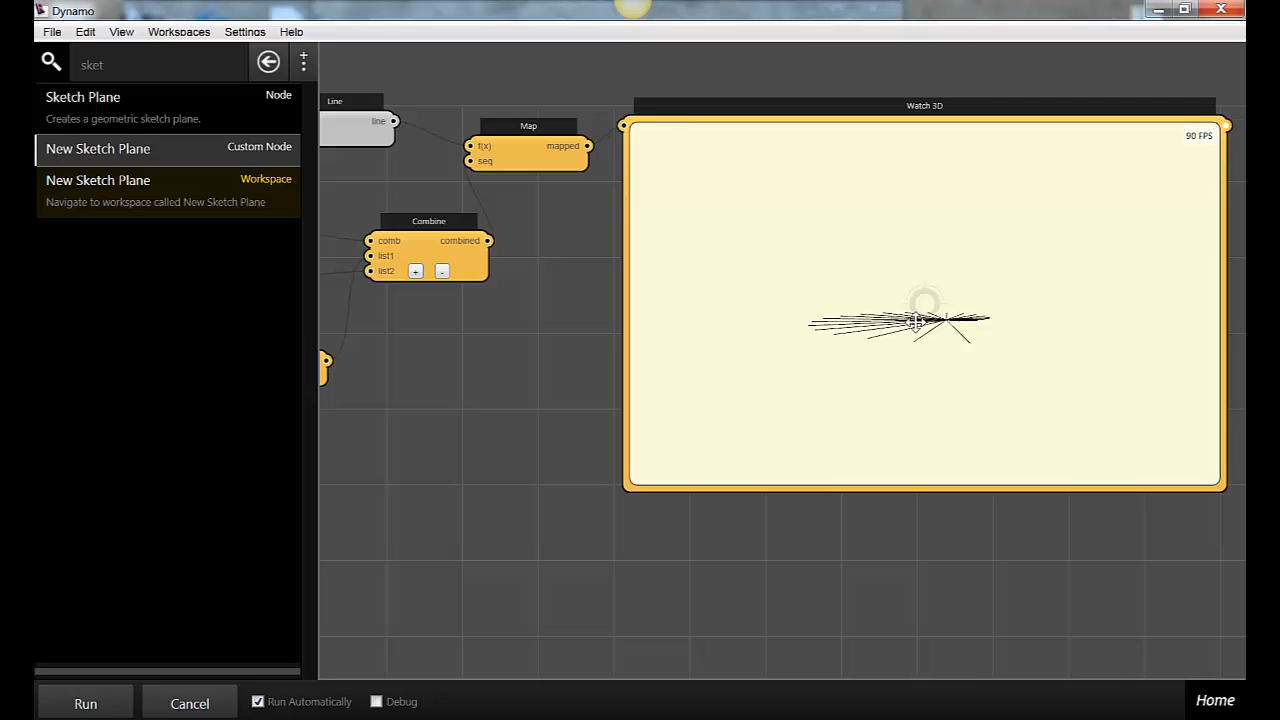 Dynamo
File Edit View Workspaces Settings Help
sket
Sketch Plane Node
Creates a geometric sketch plane.
New Sketch Plane Custom Node
New Sketch Plane Workspace
Navigate to workspace called New Sketch Plane
Line
line
Map
f(x) mapped
seq
Combine
comb combined
list1
list2 + -
Watch 3D
90 FPS
Run Cancel Run Automatically Debug Home